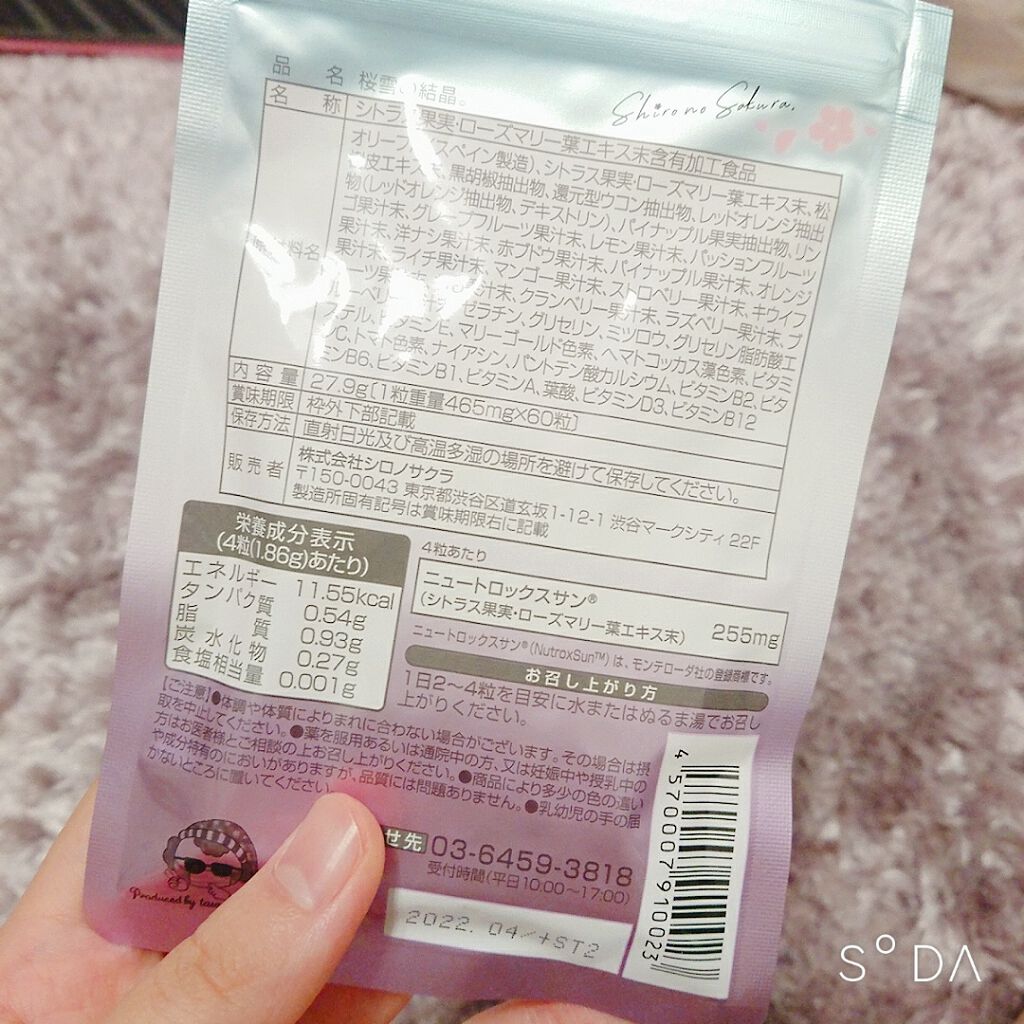 品名 桜雪の結晶。
Shiro no Sakura.
名称 シトラス果実・ローズマリー葉エキス末含有加工食品
オリーブ スペイン製造)、シトラス果実・ローズマリー葉エキス末、松
樹皮エキス 、黒胡椒抽出物、還元型ウコン抽出物、レッドオレンジ抽出
物(レッドオレンジ抽出物、デキストリン)、パイナップル果実抽出物、リン
ゴ果汁末、グレープフルーツ果汁末、レモン果汁末、パッションフルーツ
果汁末、洋ナシ果汁末、赤ブドウ果汁末、パイナップル果汁末、オレンジ
料名 果汁末、ライチ果汁末、マンゴー果汁末、ストロベリー果汁末、キウイフ
ルーツ果 果汁末、クランベリー果汁末、ラズベリー果汁末、ブ
ルーベリー果汁 ゼラチン、グリセリン、ミツロウ、グリセリン脂肪酸エ
ステル、ビタミンE、マリーゴールド色素、ヘマトコッカス藻色素、ビタミ
ンC、トマト色素、ナイアシン、パントテン酸カルシウム、ビタミンB2、ビタ
ミンB6、ビタミンB1、ビタミンA、葉酸、ビタミンD3、ビタミンB12
内容量 27.9g〔1粒重量465mg×60粒〕
賞味期限 枠外下部記載
保存方法 直射日光及び高温多湿の場所を避けて保存してください。
販売者 株式会社シロノサクラ
〒150-0043 東京都渋谷区道玄坂1-12-1 渋谷マークシティ 22F
製造所固有記号は賞味期限右に記載
栄養成分表示
(4粒(1.86g)あたり)
エネルギー 11.55kcal
タンパク質 0.54g
脂質 0.93g
炭水化物 0.27g
食塩相当量 0.001g
4粒あたり
ニュートロックスサン®
(シトラス果実・ローズマリー葉エキス末) 255mg
ニュートロックスサン®(NutroxSun™)は、モンテローダ社の登録商標です。
お召し上がり方
1日2〜4粒を目安に水またはぬるま湯でお召し
上がりください。
【ご注意】●体調や体質によりまれに合わない場合がございます。その場合は摂
取を中止してください。●薬を服用あるいは通院中の方、又は妊娠中や授乳中の
方はお医者様とご相談の上お召し上がりください。●商品により多少の色の違い
や成分特有のにおいがありますが、品質には問題ありません。●乳幼児の手の届
かないところに置いてください。
せ先 03-6459-3818
受付時間(平日10:00〜17:00)
Produced by
2022.04/+ST2
4570007910023
S°DA